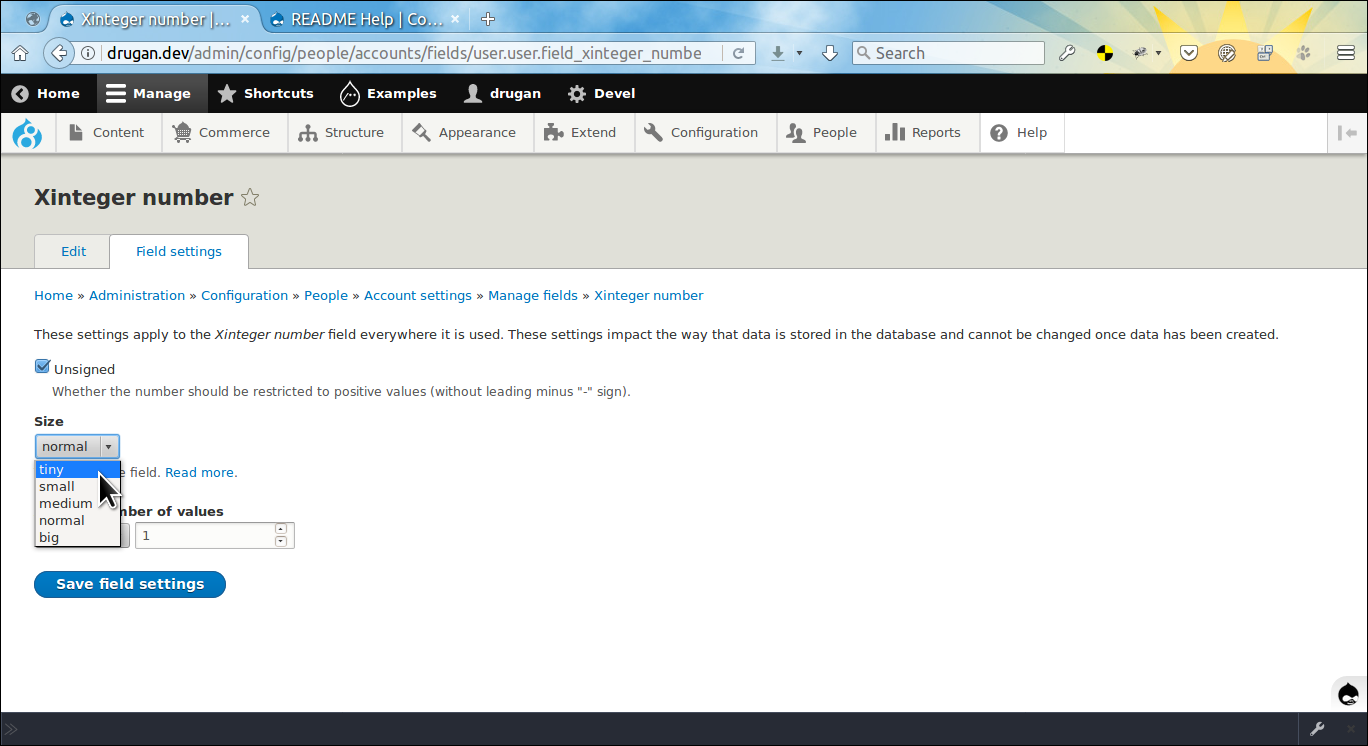 Xinteger number |... × README Help | Co... × +
drugan.dev/admin/config/people/accounts/fields/user.user.field_xinteger_numbe Search
Home Manage Shortcuts Examples drugan Devel
Content Commerce Structure Appearance Extend Configuration People Reports Help
Xinteger number
Edit Field settings
Home » Administration » Configuration » People » Account settings » Manage fields » Xinteger number
These settings apply to the Xinteger number field everywhere it is used. These settings impact the way that data is stored in the database and cannot be changed once data has been created.
Unsigned
Whether the number should be restricted to positive values (without leading minus "-" sign).
Size
normal
tiny
field. Read more.
small
medium
normal
of values
big
1
Save field settings